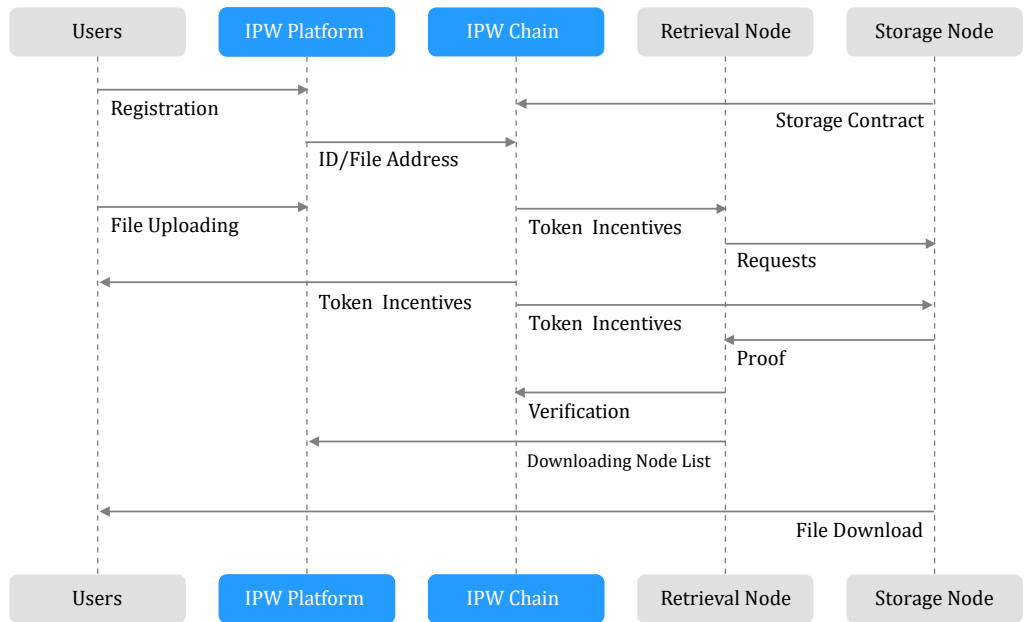 Users
IPW Platform
IPW Chain
Retrieval Node
Storage Node
Registration
Storage Contract
ID/File Address
File Uploading
Token Incentives
Requests
Token Incentives
Token Incentives
Proof
Verification
Downloading Node List
File Download
Users
IPW Platform
IPW Chain
Retrieval Node
Storage Node